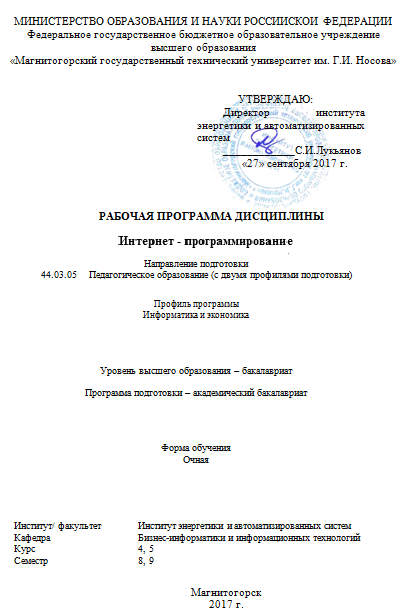 МИНИСТЕРСТВО ОБРАЗОВАНИЯ И НАУКИ РОССИЙСКОЙ ФЕДЕРАЦИИ
Федеральное государственное бюджетное образовательное учреждение
высшего образования
«Магнитогорский государственный технический университет им. Г.И. Носова»
УТВЕРЖДАЮ:
Директор института
энергетики и автоматизированных
систем
С.И.Лукьянов
«27» сентября 2017 г.
РАБОЧАЯ ПРОГРАММА ДИСЦИПЛИНЫ
Интернет - программирование
Направление подготовки
44.03.05 Педагогическое образование (с двумя профилями подготовки)
Профиль программы
Информатика и экономика
Уровень высшего образования – бакалавриат
Программа подготовки – академический бакалавриат
Форма обучения
Очная
Институт/ факультет Институт энергетики и автоматизированных систем
Кафедра Бизнес-информатики и информационных технологий
Курс 4, 5
Семестр 8, 9
Магнитогорск
2017 г.